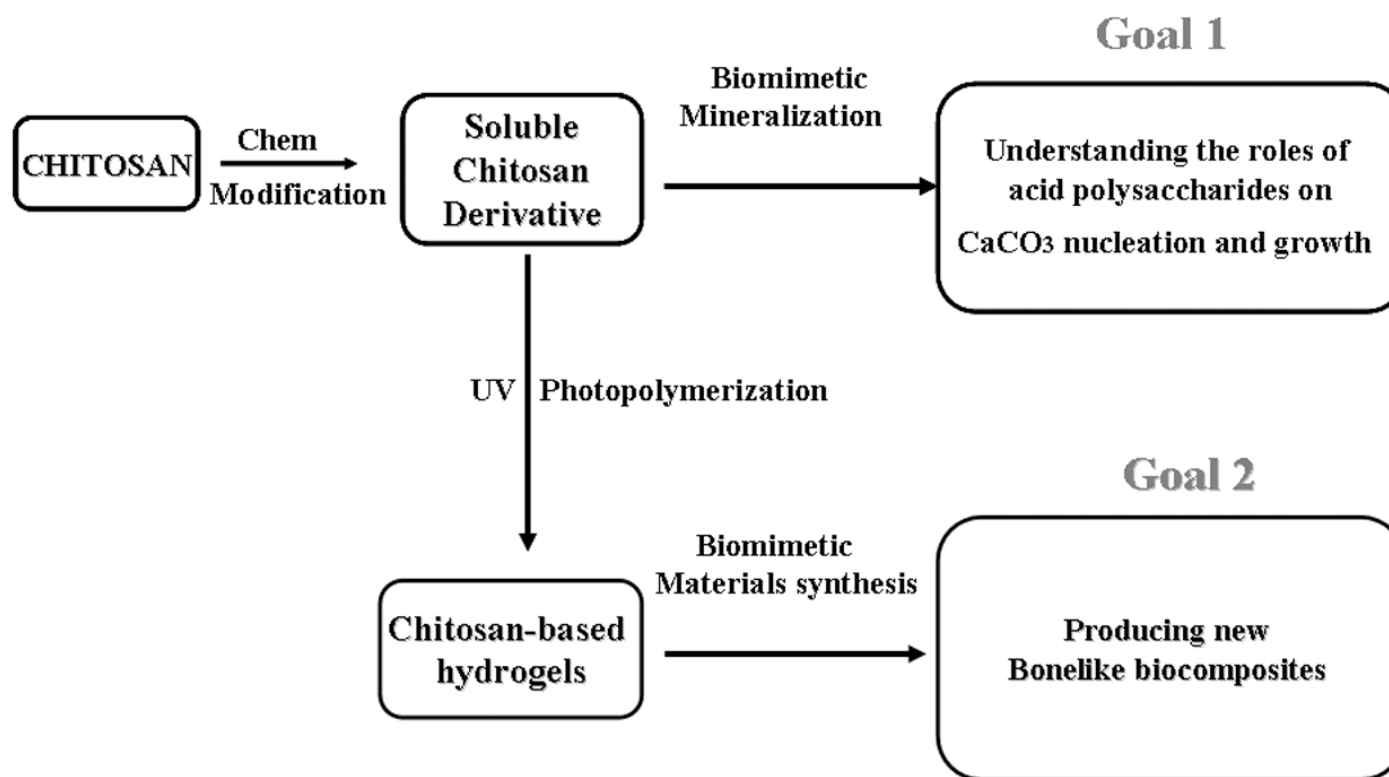 Goal 1
Biomimetic
Mineralization
CHITOSAN
Chem
Modification
Soluble
Chitosan
Derivative
Understanding the roles of
acid polysaccharides on
CaCO3 nucleation and growth
UV Photopolymerization
Goal 2
Biomimetic
Materials synthesis
Chitosan-based
hydrogels
Producing new
Bonelike biocomposites